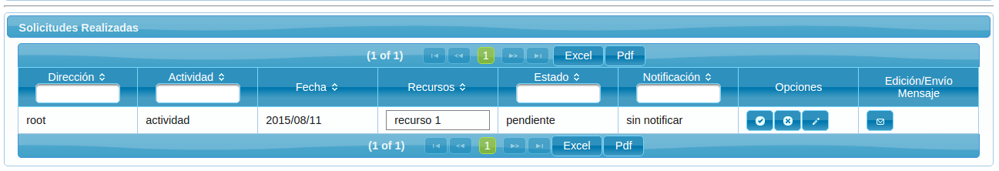 Solicitudes Realizadas
(1 of 1) 1 Excel Pdf
Dirección Actividad Fecha Recursos Estado Notificación Opciones Edición/Envío
Mensaje
root actividad 2015/08/11 recurso 1 pendiente sin notificar
(1 of 1) 1 Excel Pdf